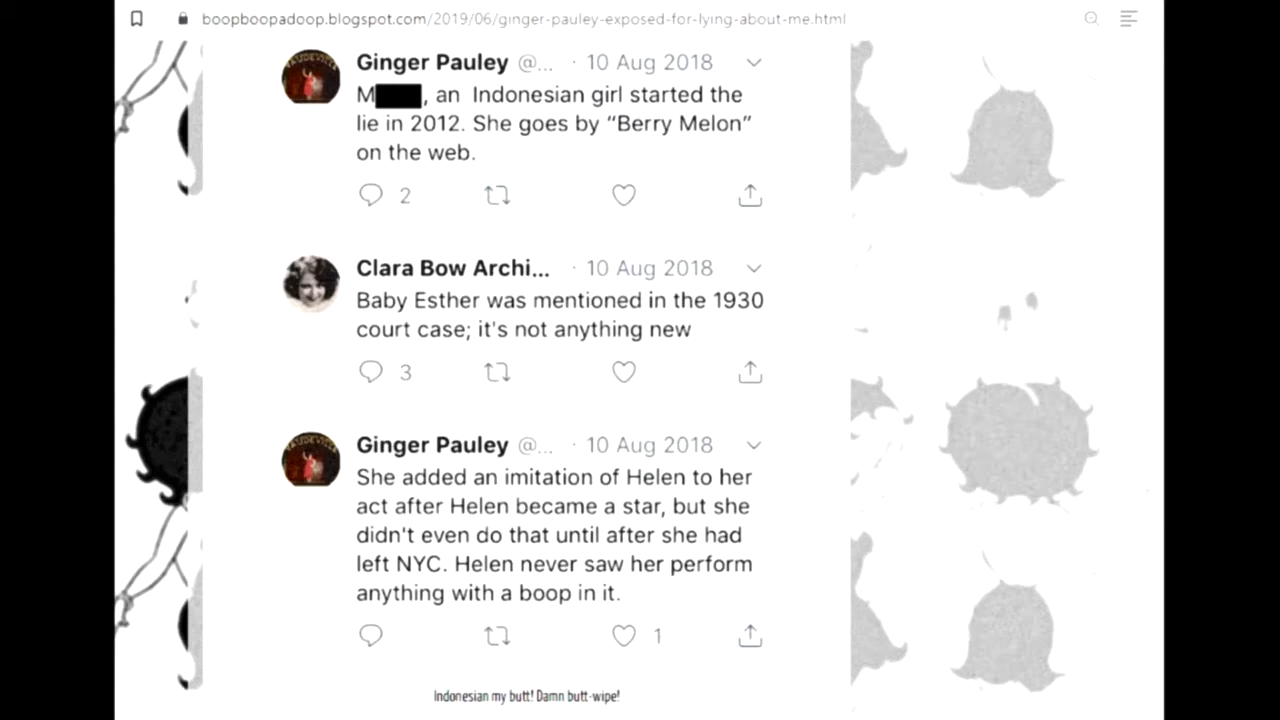 boopboopadoop.blogspot.com/2019/06/ginger-pauley-exposed-for-lying-about-me.html
Ginger Pauley @... · 10 Aug 2018
M, an Indonesian girl started the
lie in 2012. She goes by “Berry Melon”
on the web.
2
Clara Bow Archi... · 10 Aug 2018
Baby Esther was mentioned in the 1930
court case; it's not anything new
3
Ginger Pauley @... · 10 Aug 2018
She added an imitation of Helen to her
act after Helen became a star, but she
didn't even do that until after she had
left NYC. Helen never saw her perform
anything with a boop in it.
1
Indonesian my butt! Damn butt-wipe!